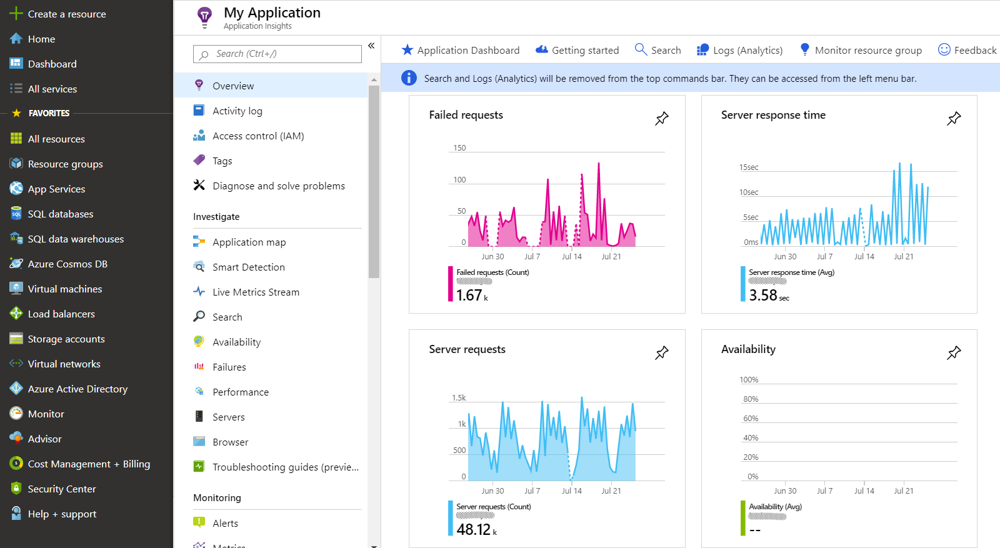 Create a resource
Home
Dashboard
All services
FAVORITES
All resources
Resource groups
App Services
SQL databases
SQL data warehouses
Azure Cosmos DB
Virtual machines
Load balancers
Storage accounts
Virtual networks
Azure Active Directory
Monitor
Advisor
Cost Management + Billing
Security Center
Help + support
My Application
Application Insights
Search (Ctrl+/)
Overview
Activity log
Access control (IAM)
Tags
Diagnose and solve problems
Investigate
Application map
Smart Detection
Live Metrics Stream
Search
Availability
Failures
Performance
Servers
Browser
Troubleshooting guides (previe...
Monitoring
Alerts
Metrics
Application Dashboard
Getting started
Search
Logs (Analytics)
Monitor resource group
Feedback
Search and Logs (Analytics) will be removed from the top commands bar. They can be accessed from the left menu bar.
Failed requests
150
100
50
0
Jun 30 Jul 7 Jul 14 Jul 21
Failed requests (Count)
1.67 k
Server response time
15sec
10sec
5sec
0ms
Jun 30 Jul 7 Jul 14 Jul 21
Server response time (Avg)
3.58 sec
Server requests
1.5k
1k
500
0
Jun 30 Jul 7 Jul 14 Jul 21
Server requests (Count)
48.12 k
Availability
100%
80%
60%
40%
20%
0%
Jun 30 Jul 7 Jul 14 Jul 21
Availability (Avg)
--